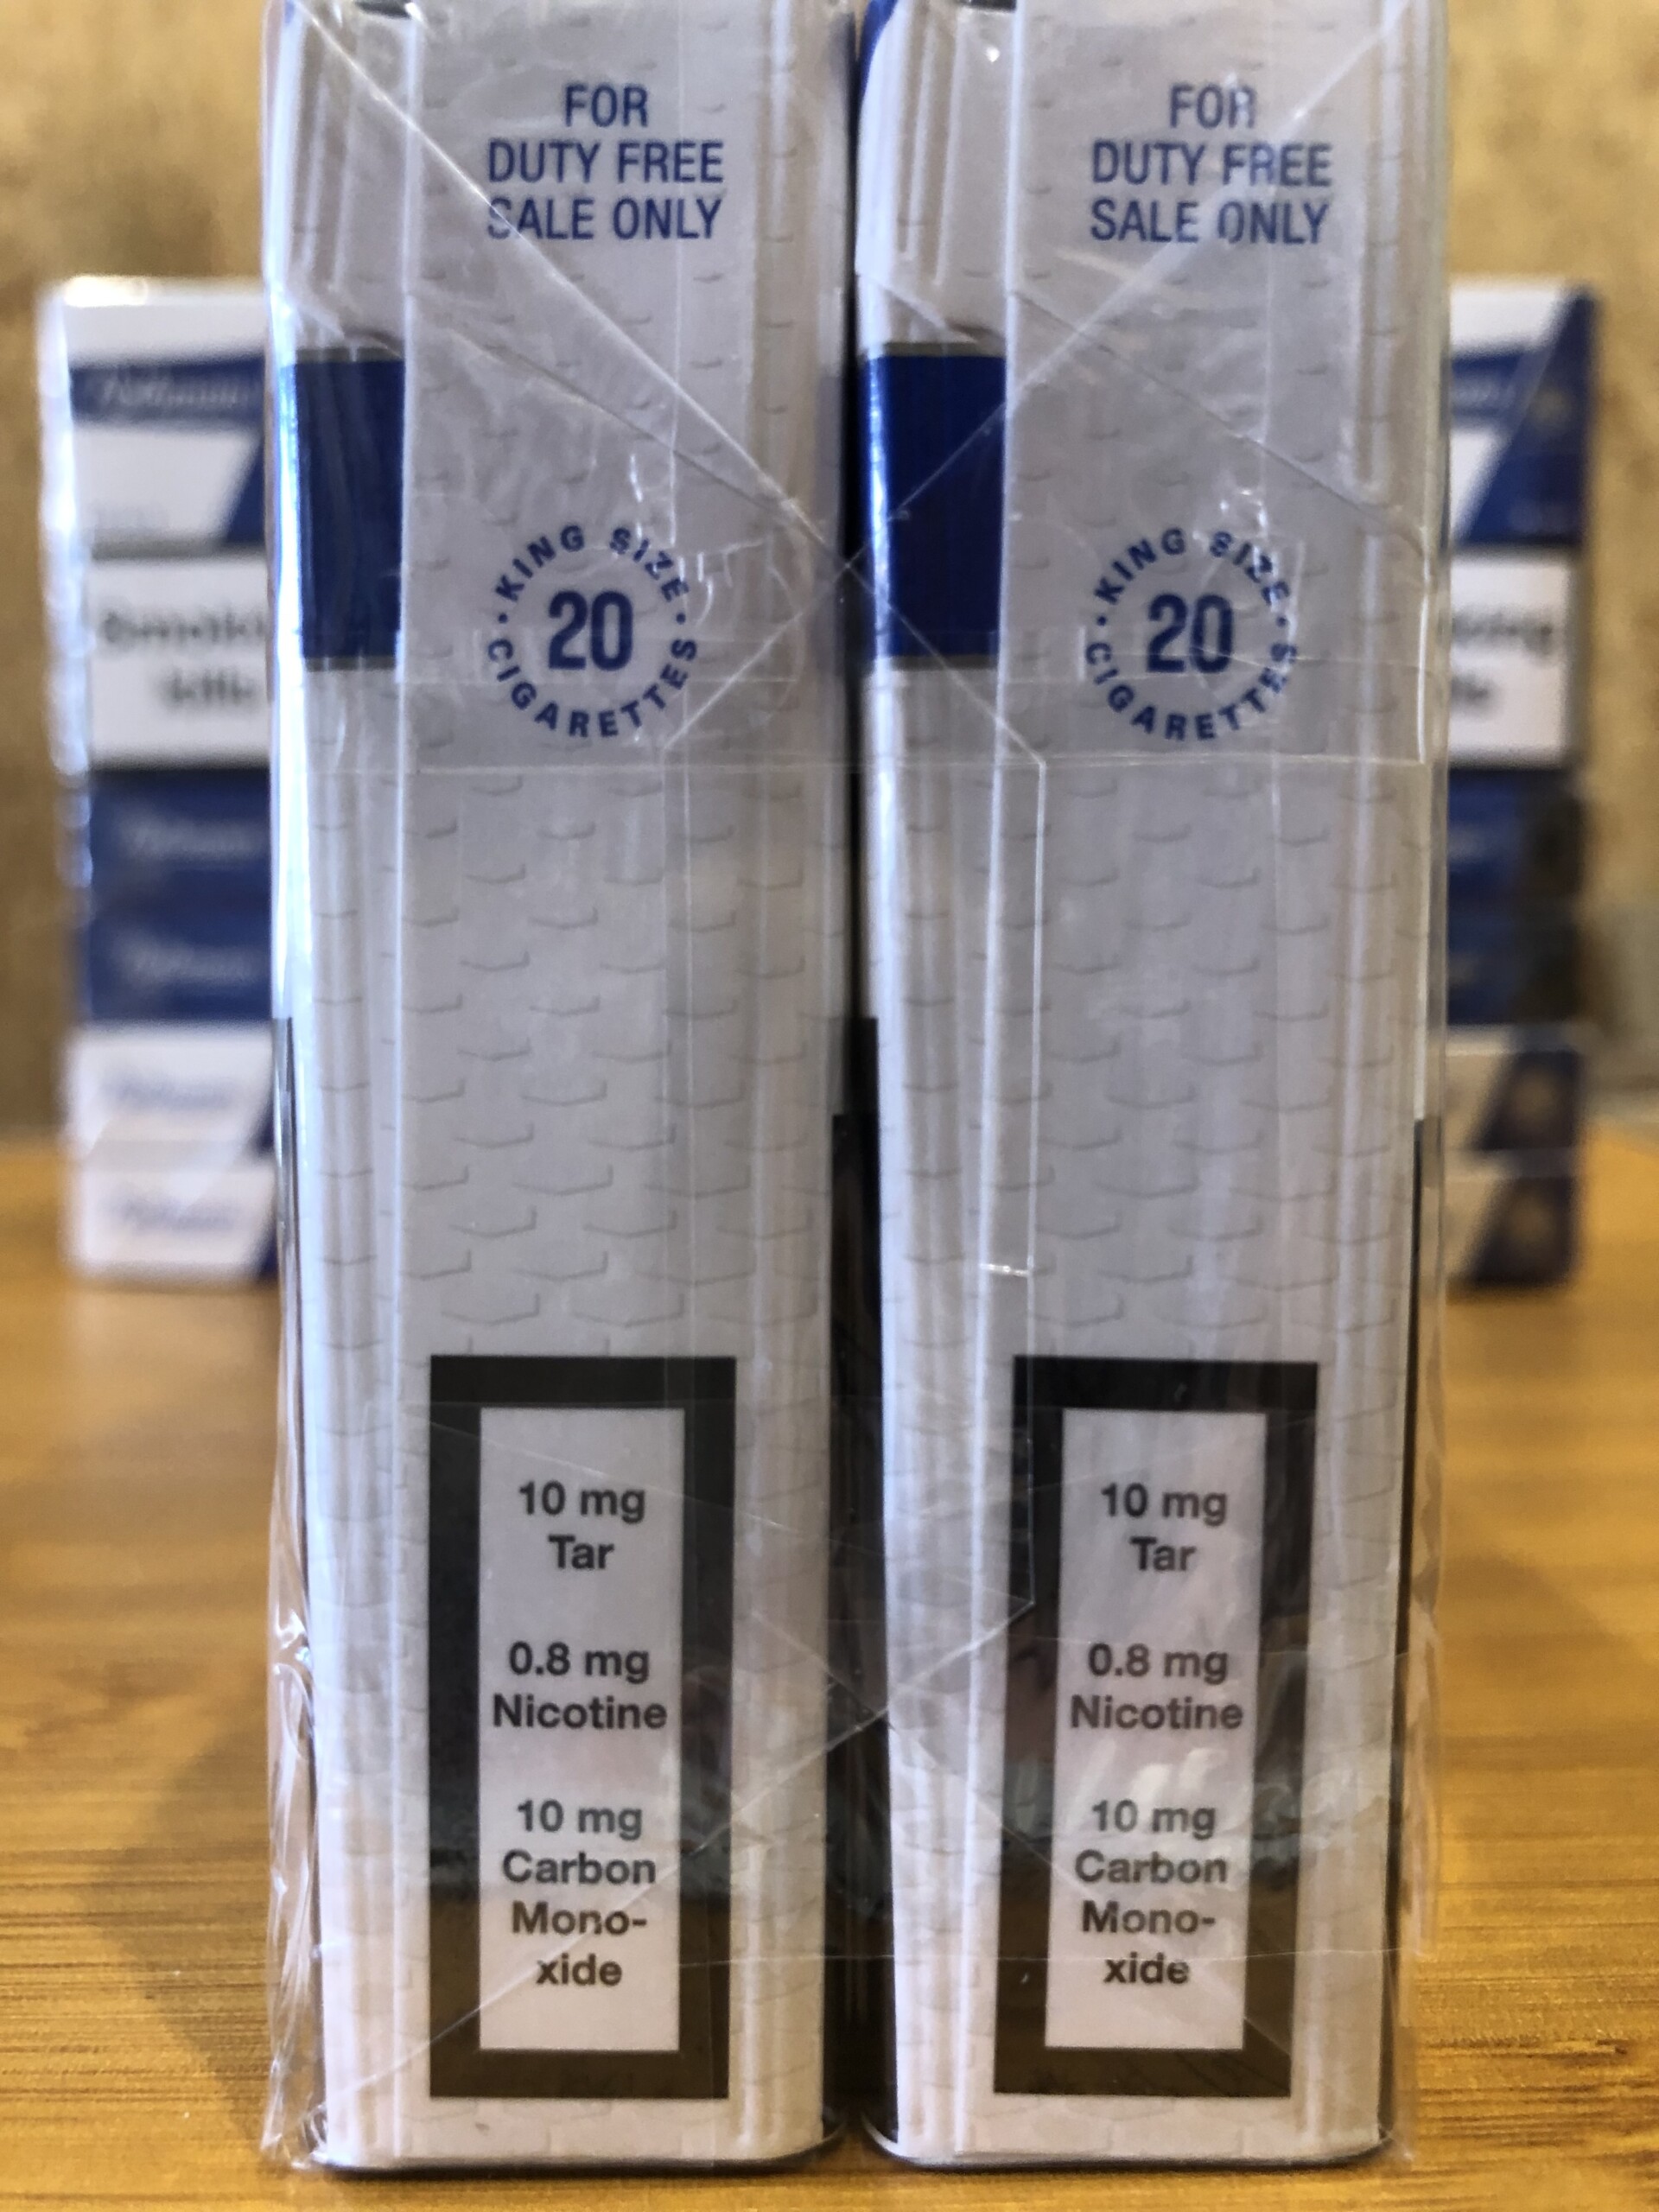 FOR
DUTY FREE
SALE ONLY
· KING SIZE ·
20
CIGARETTES
10 mg
Tar
0.8 mg
Nicotine
10 mg
Carbon
Mono-
xide
FOR
DUTY FREE
SALE ONLY
· KING SIZE ·
20
CIGARETTES
10 mg
Tar
0.8 mg
Nicotine
10 mg
Carbon
Mono-
xide
kills